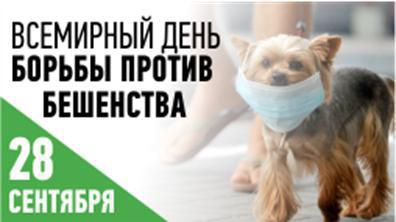 ВСЕМИРНЫЙ ДЕНЬ
БОРЬБЫ ПРОТИВ
БЕШЕНСТВА
28
СЕНТЯБРЯ